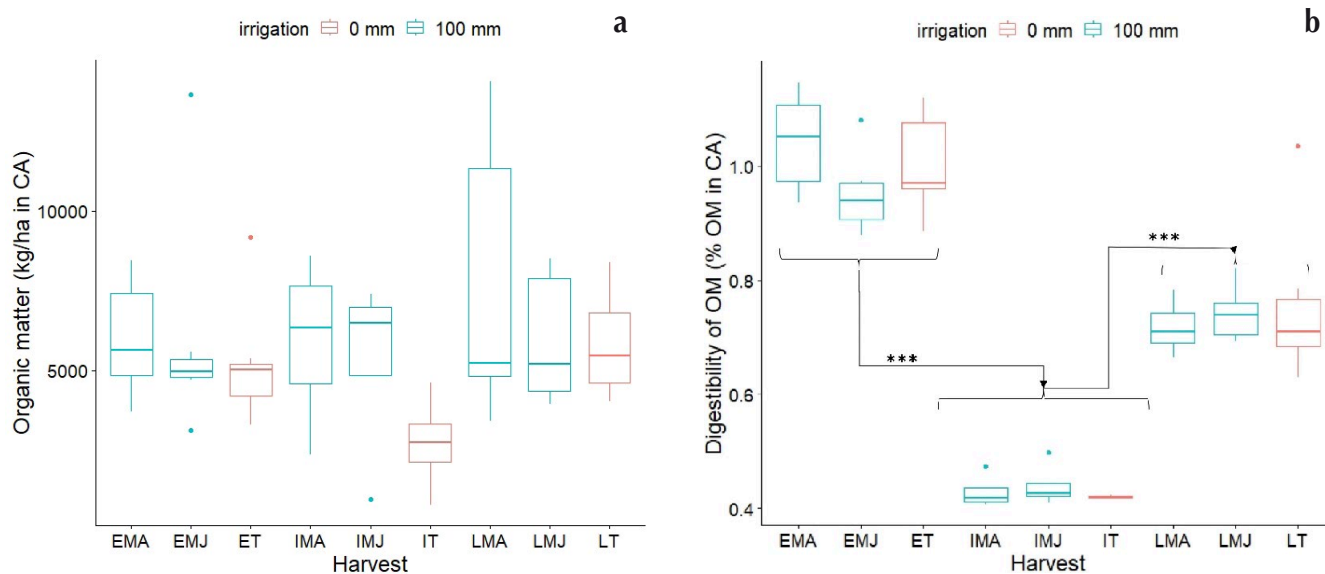 irrigation 0 mm 100 mm
a
Organic matter (kg/ha in CA)
10000
5000
EMA EMJ ET IMA IMJ IT LMA LMJ LT
Harvest
irrigation 0 mm 100 mm
b
Digestibility of OM (% OM in CA)
1.0
0.8
0.6
0.4
***
***
EMA EMJ ET IMA IMJ IT LMA LMJ LT
Harvest